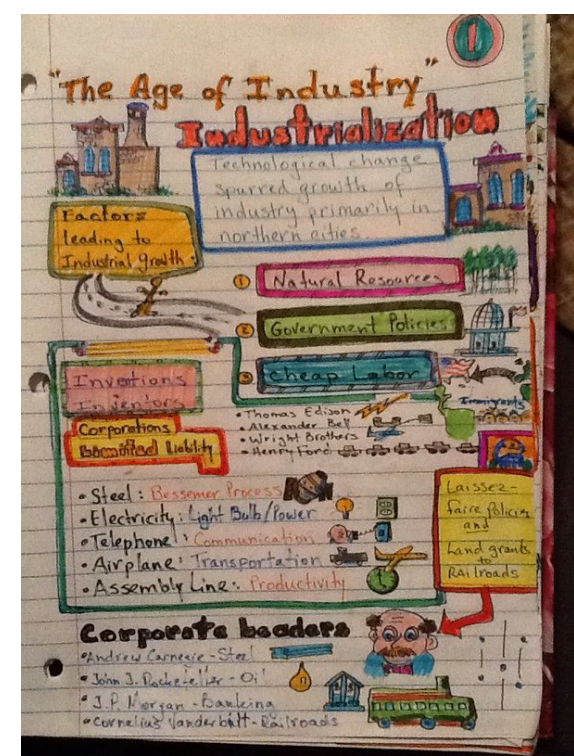 1
"The Age of Industry"
Industrialization
Technological change
spurred growth of
industry primarily in
northern cities
Factors
leading to
Industrial Growth:
1 Natural Resources
2 Government Policies
3 Cheap Labor
Immigrants
Inventions
Inventors
• Thomas Edison
• Alexander Bell
• Wright Brothers
• Henry Ford
Corporations
Liability
• Steel: Bessemer Process
• Electricity: Light Bulb/Power
• Telephone: Communication
• Airplane: Transportation
• Assembly Line: Productivity
Laissez-
faire Policies
and
Land grants
to
RAilroads
Corporate Leaders
• Andrew Carnegie - Steel
• John D. Rockefeller - Oil
• J.P. Morgan - Banking
• Cornelius Vanderbilt - Railroads